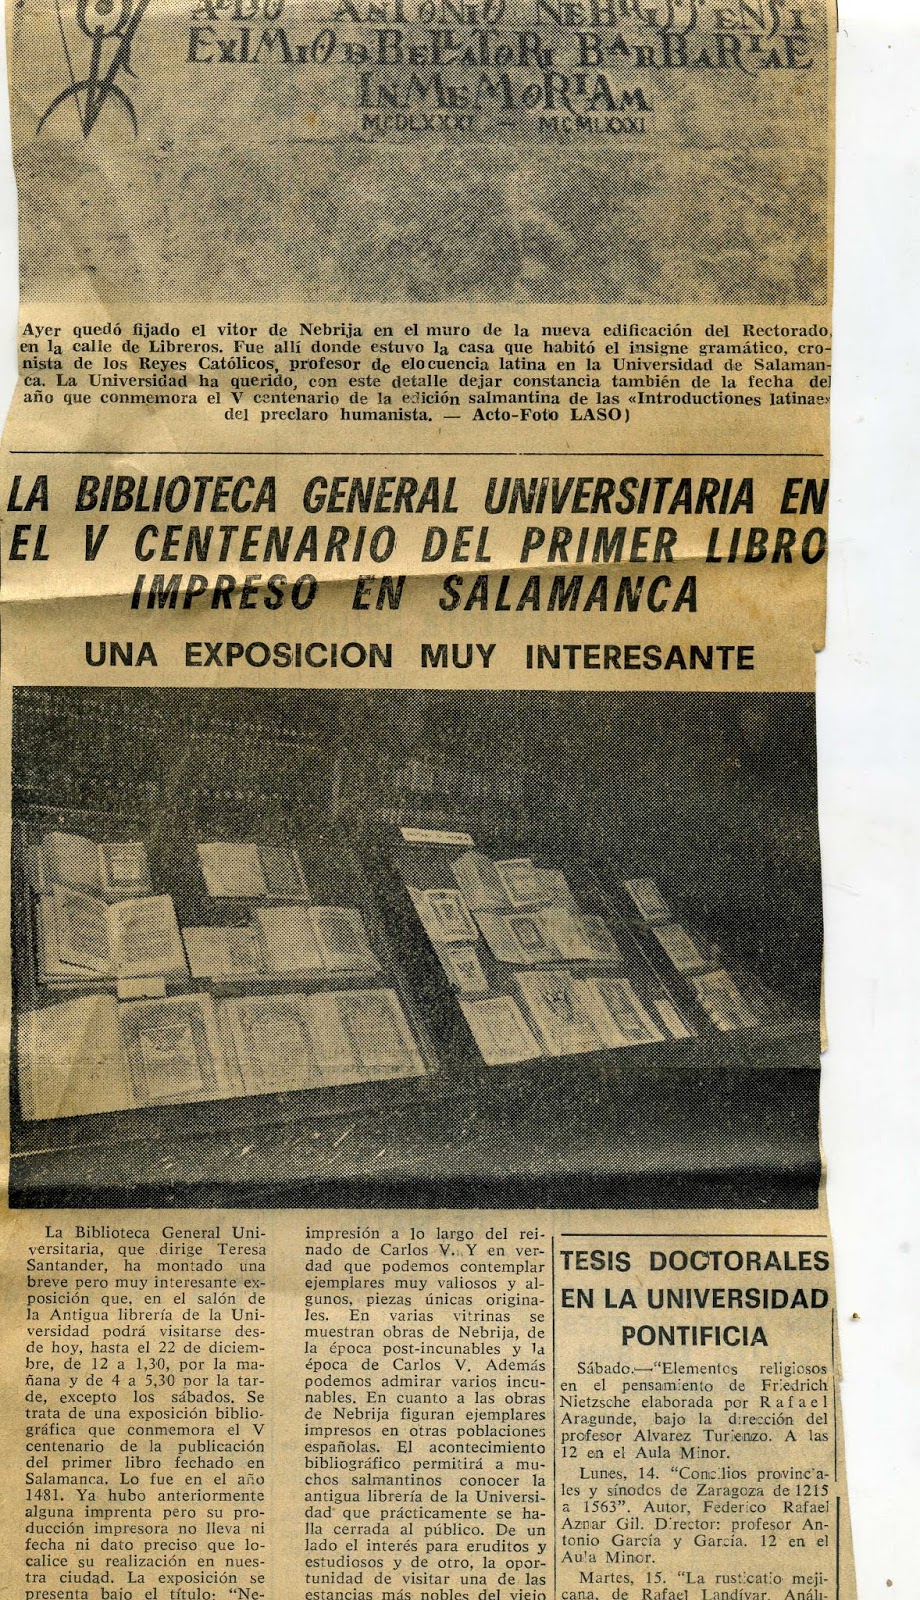 ALDO ANTONIO NEBRISSENSI
EXIMIO DEBELLATORI BARBARIAE
IN MEMORIAM
MCDLXXXI — MCMLXXXI
Ayer quedó fijado el vitor de Nebrija en el muro de la nueva edificación del Rectorado,
en la calle de Libreros. Fue allí donde estuvo la casa que habitó el insigne gramático, cro-
nista de los Reyes Católicos, profesor de elocuencia latina en la Universidad de Salaman-
ca. La Universidad ha querido, con este detalle dejar constancia también de la fecha del
año que conmemora el V centenario de la edición salmantina de las «Introductiones latinae»
del preclaro humanista. — Acto-Foto LASO)
LA BIBLIOTECA GENERAL UNIVERSITARIA EN
EL V CENTENARIO DEL PRIMER LIBRO
IMPRESO EN SALAMANCA
UNA EXPOSICION MUY INTERESANTE
La Biblioteca General Uni-
versitaria, que dirige Teresa
Santander, ha montado una
breve pero muy interesante ex-
posición que, en el salón de
la Antigua librería de la Uni-
versidad podrá visitarse des-
de hoy, hasta el 22 de diciem-
bre, de 12 a 1,30, por la ma-
ñana y de 4 a 5,30 por la tar-
de, excepto los sábados. Se
trata de una exposición biblio-
gráfica que conmemora el V
centenario de la publicación
del primer libro fechado en
Salamanca. Lo fue en el año
1481. Ya hubo anteriormente
alguna imprenta pero su pro-
ducción impresora no lleva ni
fecha ni dato preciso que lo-
calice su realización en nues-
tra ciudad. La exposición se
presenta bajo el título: "Ne-
impresión a lo largo del rei-
nado de Carlos V. Y en ver-
dad que podemos contemplar
ejemplares muy valiosos y al-
gunos, piezas únicas origina-
les. En varias vitrinas se
muestran obras de Nebrija, de
la época post-incunables y la
época de Carlos V. Además
podemos admirar varios incu-
nables. En cuanto a las obras
de Nebrija figuran ejemplares
impresos en otras poblaciones
españolas. El acontecimiento
bibliográfico permitirá a mu-
chos salmantinos conocer la
antigua librería de la Universi-
dad que prácticamente se ha-
lla cerrada al público. De un
lado el interés para eruditos y
estudiosos y de otro, la opor-
tunidad de visitar una de las
estancias más nobles del viejo
TESIS DOCTORALES
EN LA UNIVERSIDAD
PONTIFICIA
Sábado.—"Elementos religiosos
en el pensamiento de Friedrich
Nietzsche elaborada por Rafael
Aragunde, bajo la dirección del
profesor Alvarez Turienzo. A las
12 en el Aula Minor.
Lunes, 14. "Concilios provincia-
les y sínodos de Zaragoza de 1215
a 1563". Autor, Federico Rafael
Aznar Gil. Director: profesor An-
tonio García y García. 12 en el
Aula Minor.
Martes, 15. "La rusticatio meji-
cana, de Rafael Landívar. Análi-